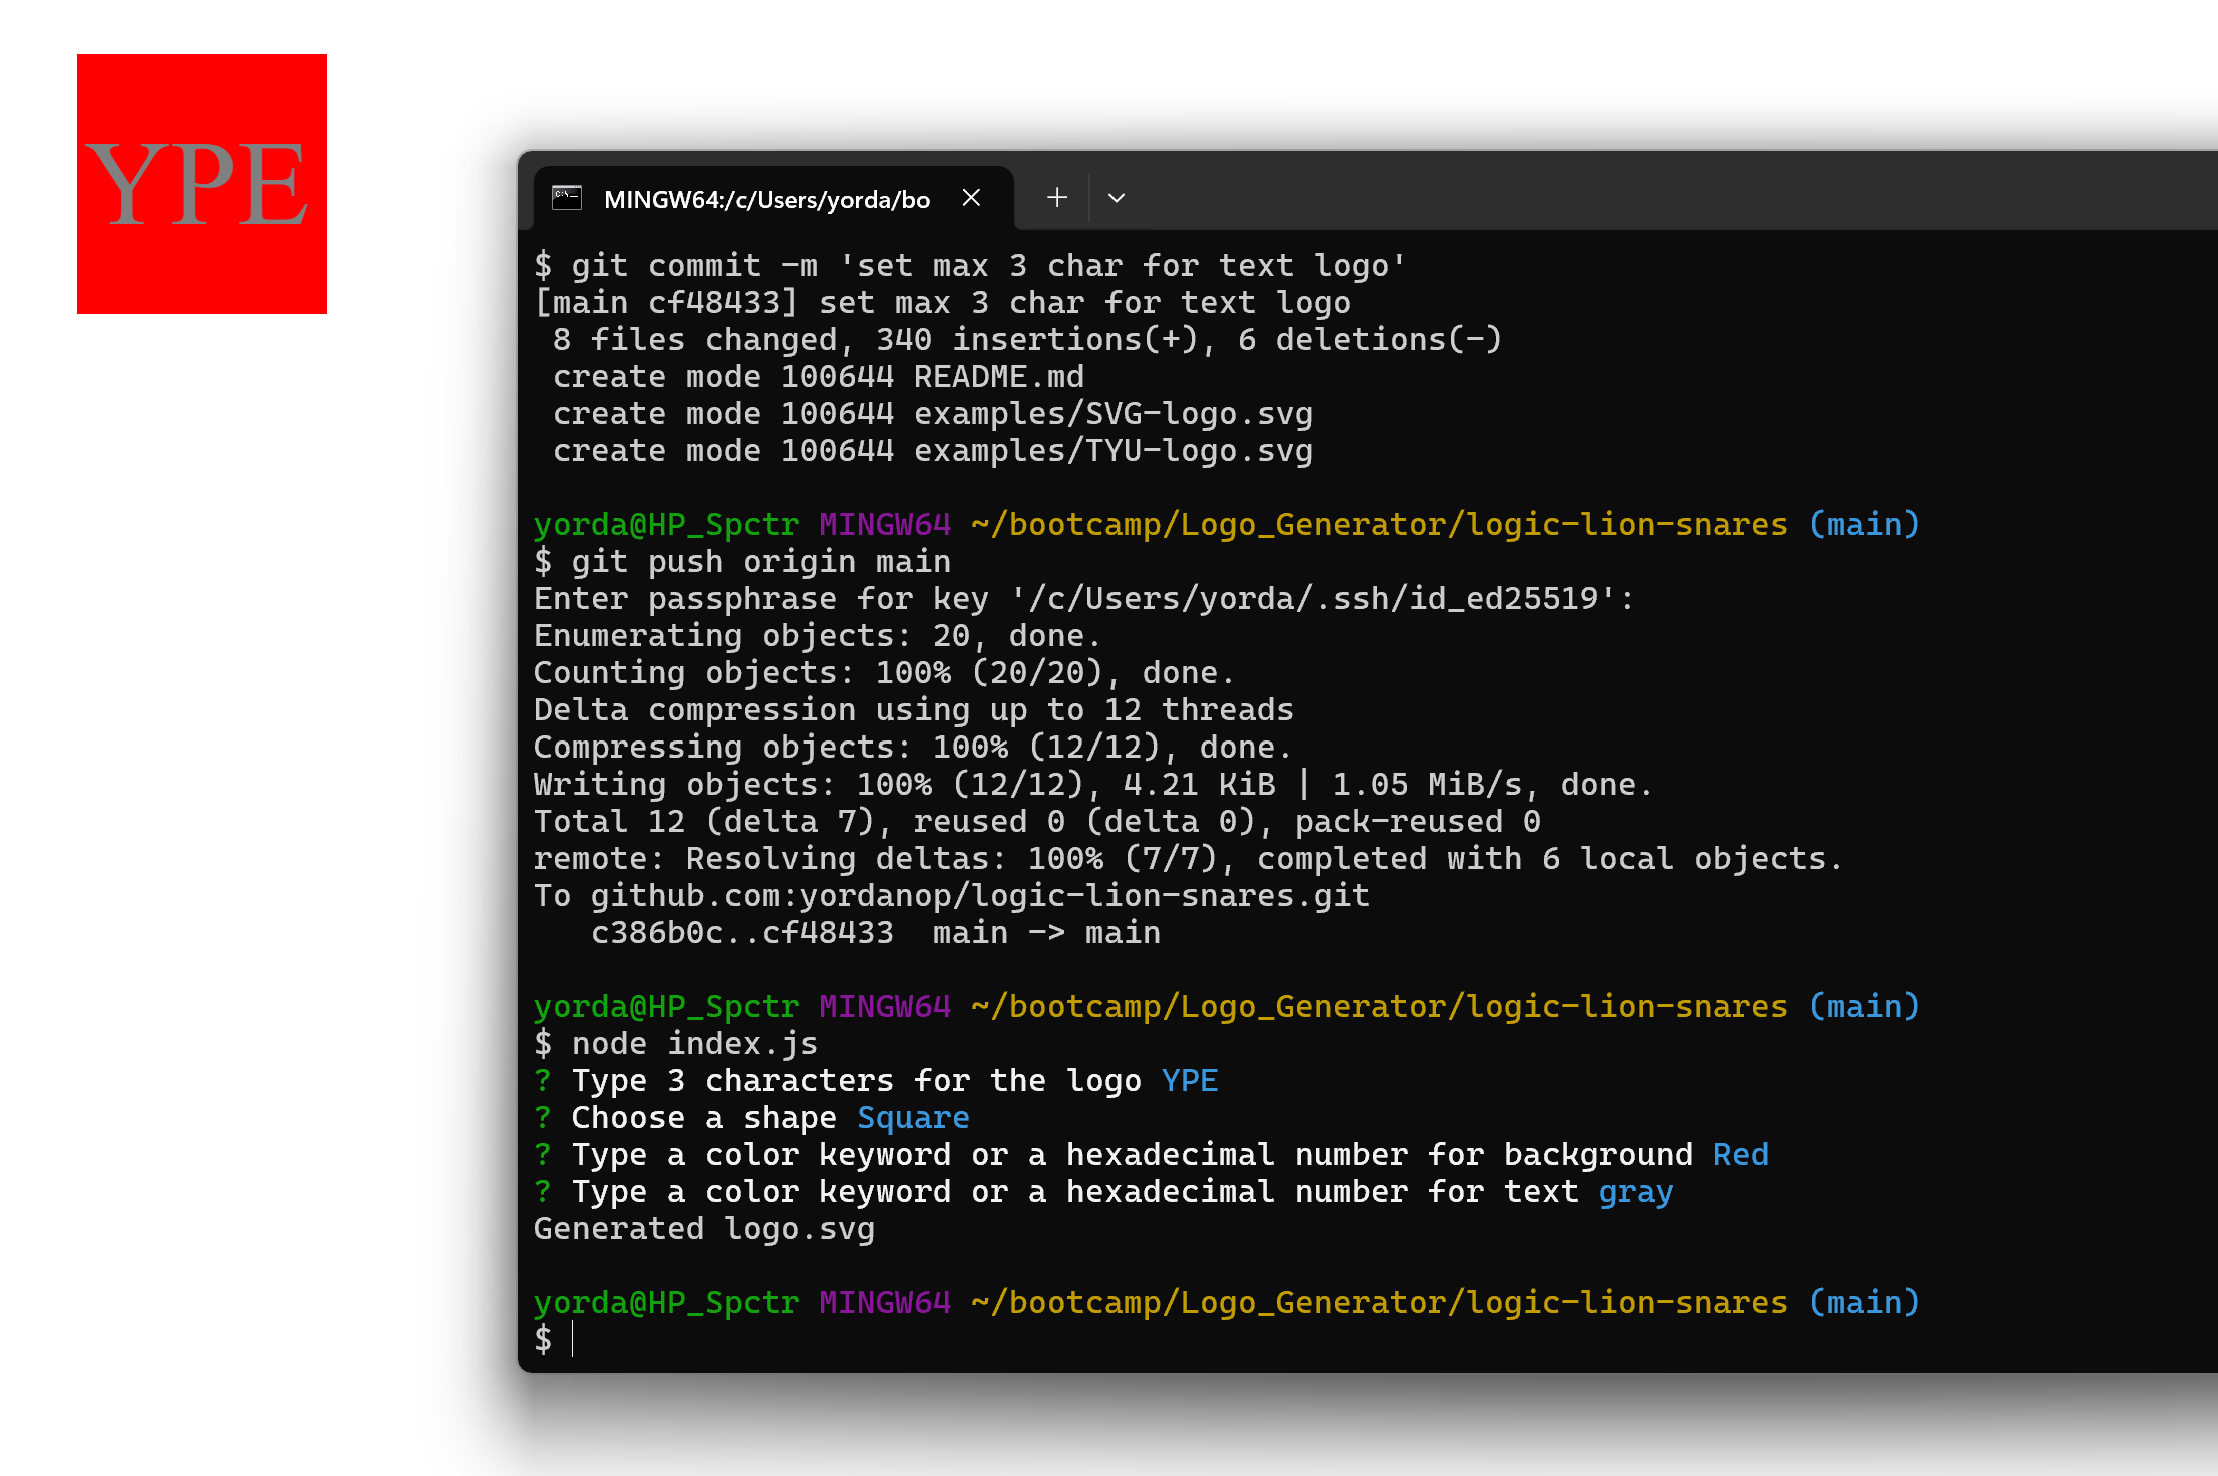 YPE
MINGW64:/c/Users/yorda/bo
$ git commit -m 'set max 3 char for text logo'
[main cf48433] set max 3 char for text logo
 8 files changed, 340 insertions(+), 6 deletions(-)
 create mode 100644 README.md
 create mode 100644 examples/SVG-logo.svg
 create mode 100644 examples/TYU-logo.svg
yorda@HP_Spctr MINGW64 ~/bootcamp/Logo_Generator/logic-lion-snares (main)
$ git push origin main
Enter passphrase for key '/c/Users/yorda/.ssh/id_ed25519':
Enumerating objects: 20, done.
Counting objects: 100% (20/20), done.
Delta compression using up to 12 threads
Compressing objects: 100% (12/12), done.
Writing objects: 100% (12/12), 4.21 KiB | 1.05 MiB/s, done.
Total 12 (delta 7), reused 0 (delta 0), pack-reused 0
remote: Resolving deltas: 100% (7/7), completed with 6 local objects.
To github.com:yordanop/logic-lion-snares.git
   c386b0c..cf48433  main -> main
yorda@HP_Spctr MINGW64 ~/bootcamp/Logo_Generator/logic-lion-snares (main)
$ node index.js
? Type 3 characters for the logo YPE
? Choose a shape Square
? Type a color keyword or a hexadecimal number for background Red
? Type a color keyword or a hexadecimal number for text gray
Generated logo.svg
yorda@HP_Spctr MINGW64 ~/bootcamp/Logo_Generator/logic-lion-snares (main)
$